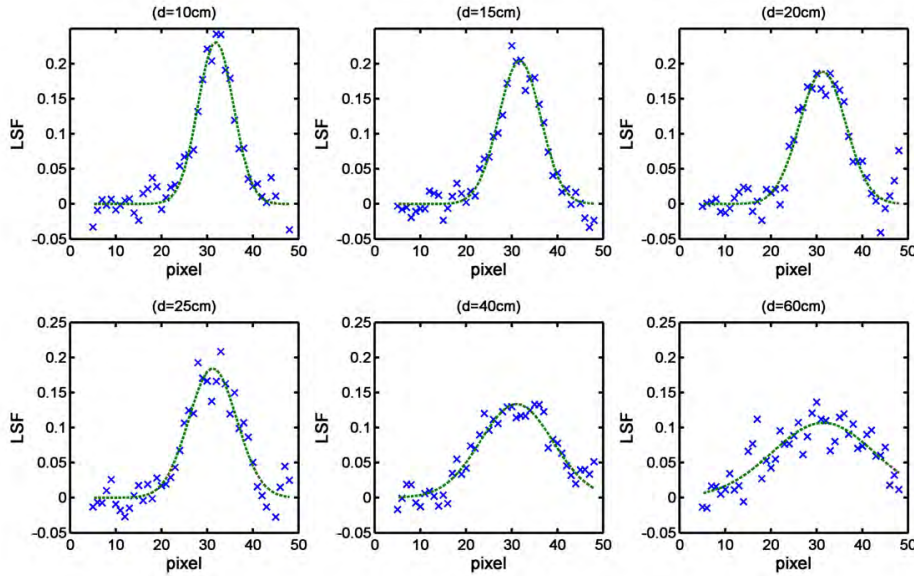 (d=10cm) (d=15cm) (d=20cm)
0.2 0.2 0.2
0.15 0.15 0.15
LSF LSF LSF
0.1 0.1 0.1
0.05 0.05 0.05
0 0 0
-0.05 -0.05 -0.05
0 10 20 30 40 50 0 10 20 30 40 50 0 10 20 30 40 50
pixel pixel pixel
(d=25cm) (d=40cm) (d=60cm)
0.25 0.25 0.25
0.2 0.2 0.2
0.15 0.15 0.15
LSF LSF LSF
0.1 0.1 0.1
0.05 0.05 0.05
0 0 0
-0.05 -0.05 -0.05
0 10 20 30 40 50 0 10 20 30 40 50 0 10 20 30 40 50
pixel pixel pixel